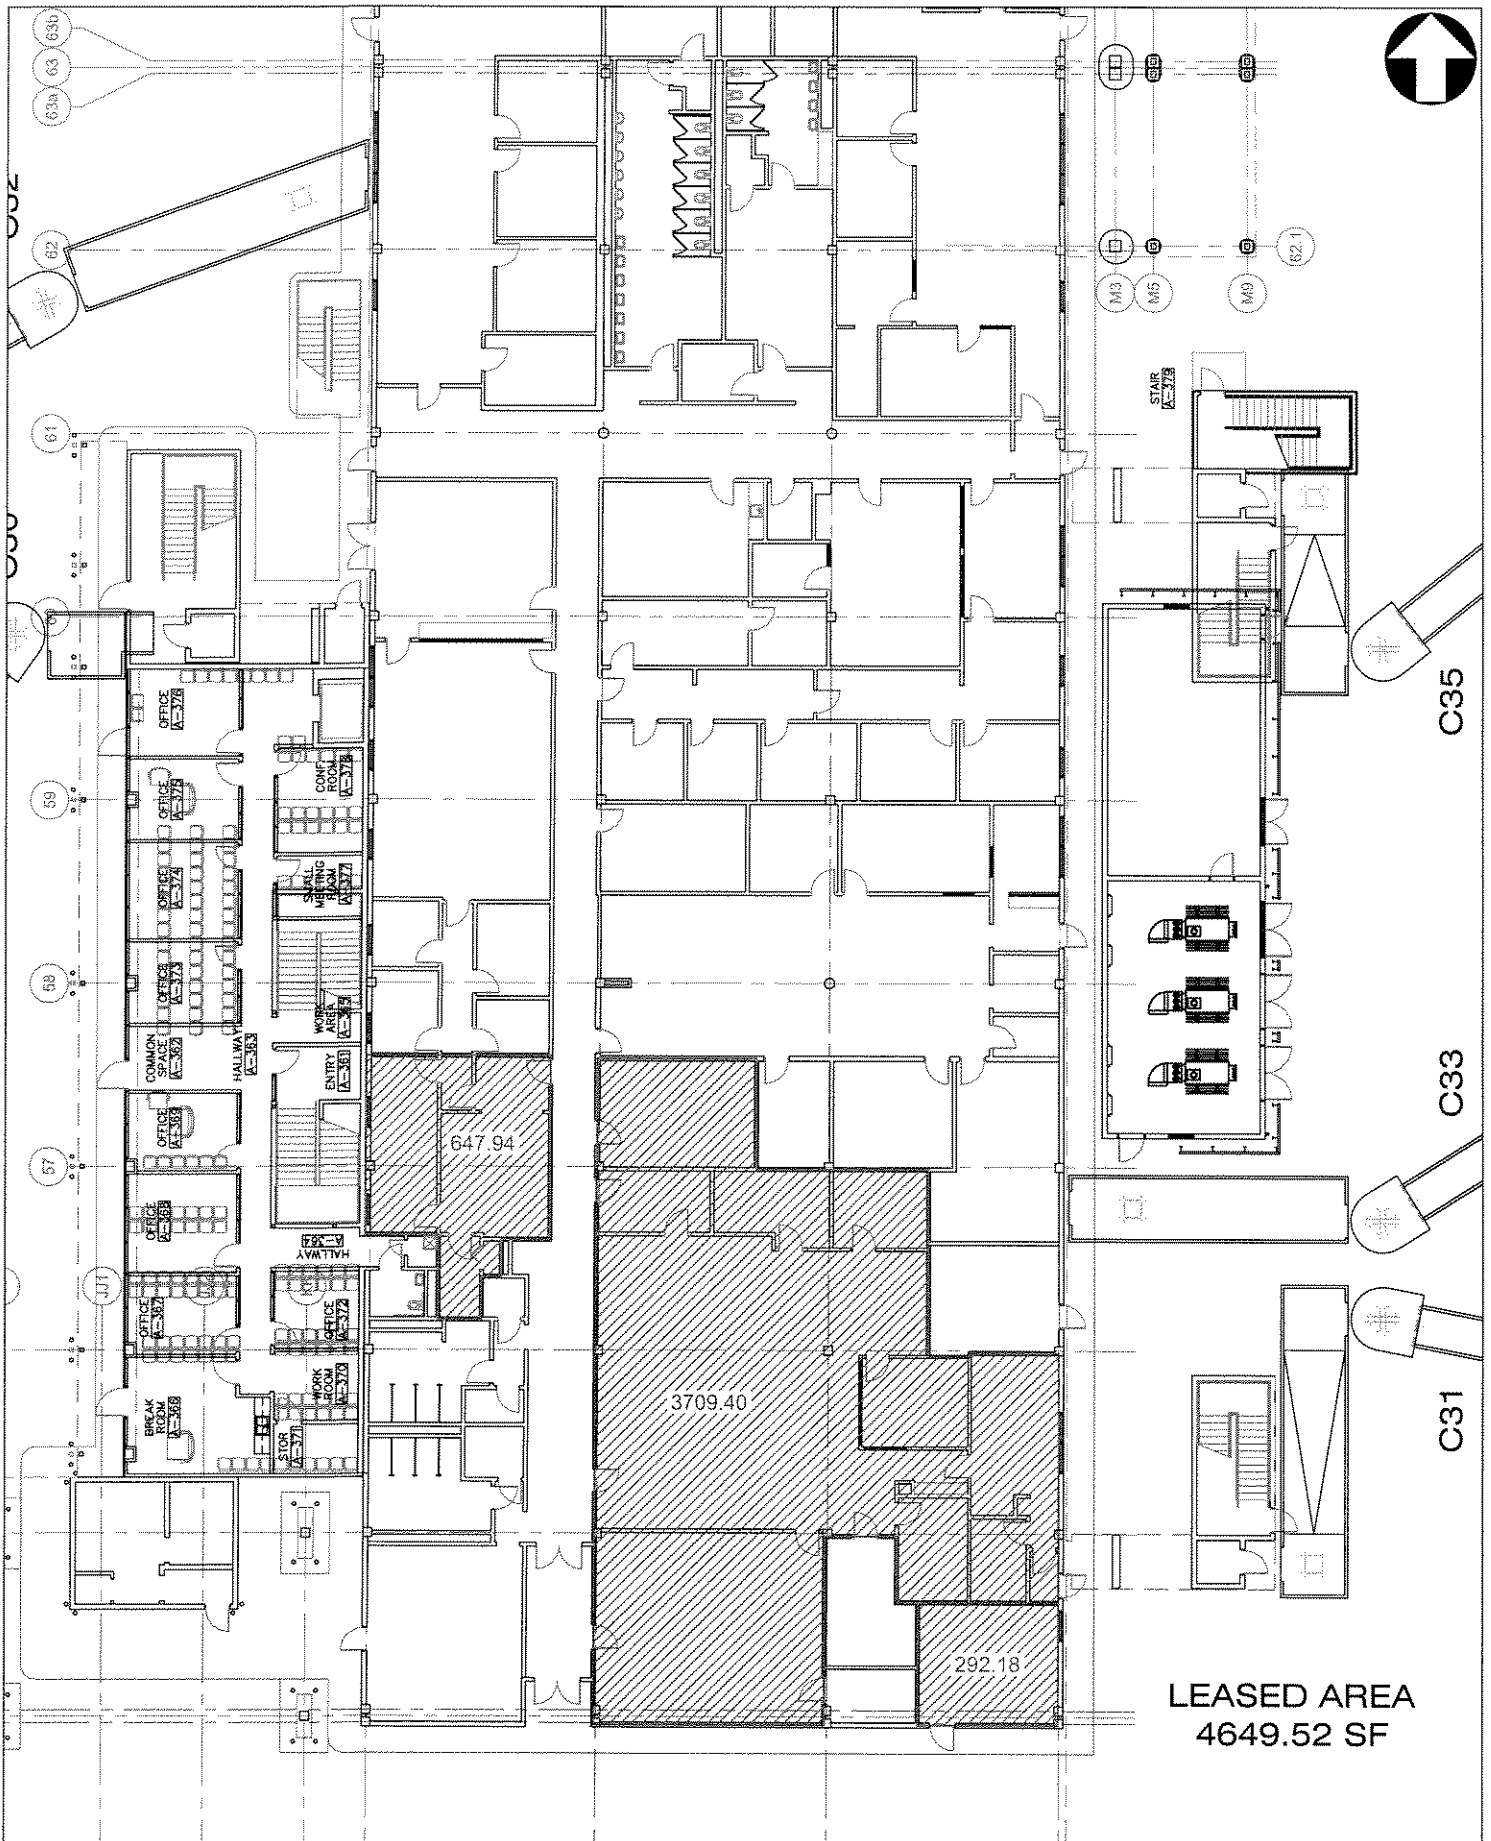 63b
63
63a
62
61
59
58
57
M3
M5
M9
62.1
STAIR
A-379
OFFICE
A-376
OFFICE
A-375
CONF
ROOM
A-378
OFFICE
A-374
SMALL
MEETING
ROOM
A-377
OFFICE
A-373
WORK
AREA
A-365
COMMON
SPACE
A-362
HALLWAY
A-363
ENTRY
A-361
OFFICE
A-369
OFFICE
A-368
HALLWAY
A-364
JJ1
OFFICE
A-367
OFFICE
A-372
BREAK
ROOM
A-366
WORK
ROOM
A-370
STOR
A-371
647.94
3709.40
292.18
C35
C33
C31
LEASED AREA
4649.52 SF